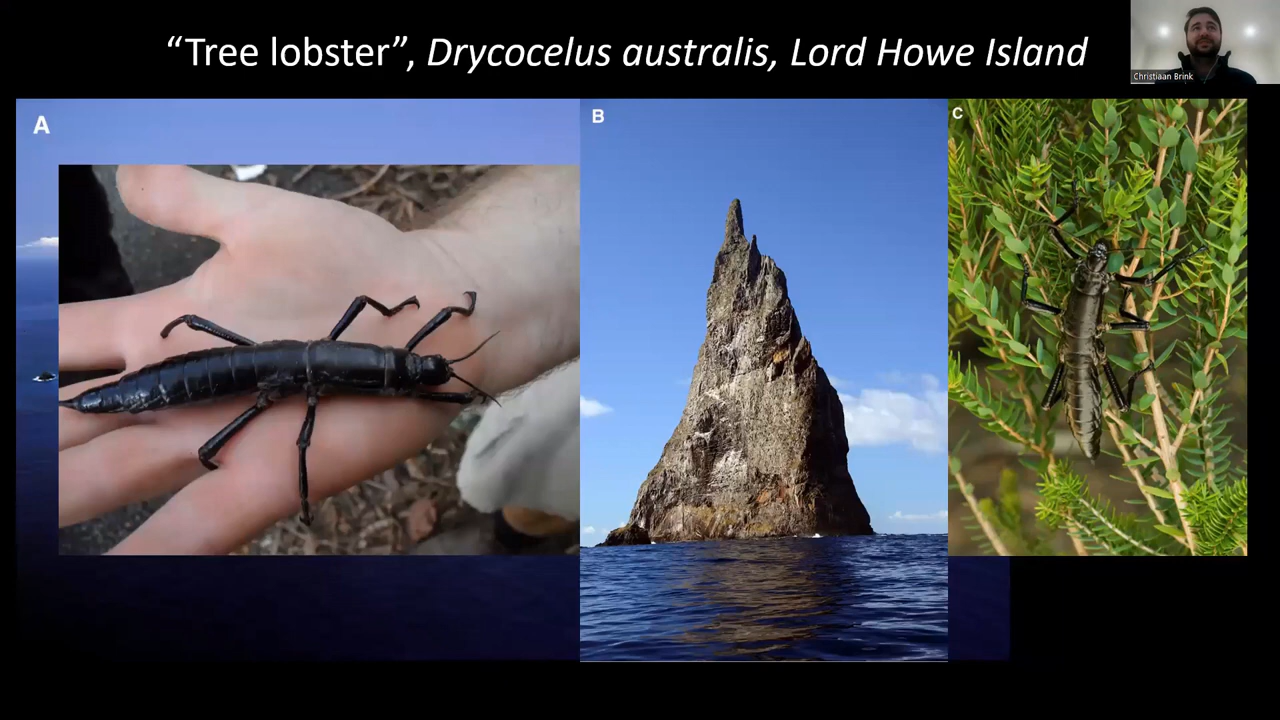 “Tree lobster”, Drycocelus australis, Lord Howe Island
Christiaan Brink
A
B
C